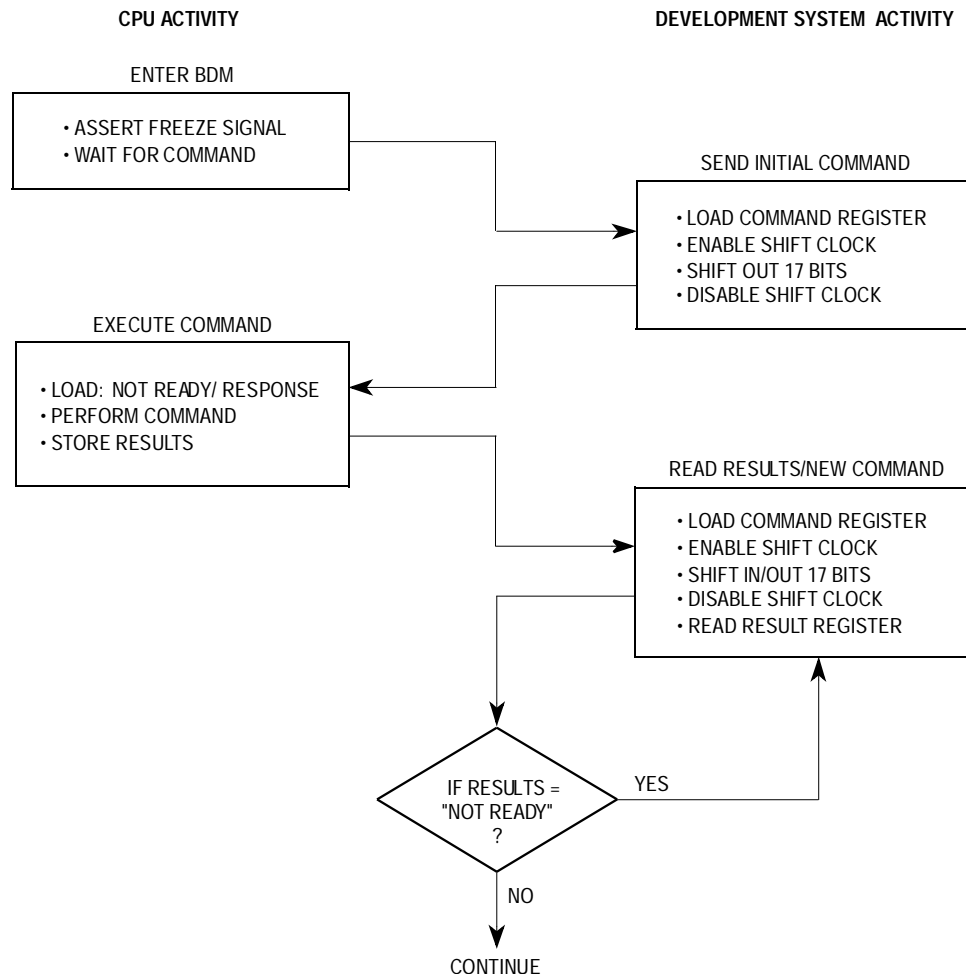 CPU ACTIVITY
DEVELOPMENT SYSTEM ACTIVITY
ENTER BDM
• ASSERT FREEZE SIGNAL
• WAIT FOR COMMAND
SEND INITIAL COMMAND
• LOAD COMMAND REGISTER
• ENABLE SHIFT CLOCK
• SHIFT OUT 17 BITS
• DISABLE SHIFT CLOCK
EXECUTE COMMAND
• LOAD: NOT READY/ RESPONSE
• PERFORM COMMAND
• STORE RESULTS
READ RESULTS/NEW COMMAND
• LOAD COMMAND REGISTER
• ENABLE SHIFT CLOCK
• SHIFT IN/OUT 17 BITS
• DISABLE SHIFT CLOCK
• READ RESULT REGISTER
IF RESULTS =
"NOT READY"
?
YES
NO
CONTINUE